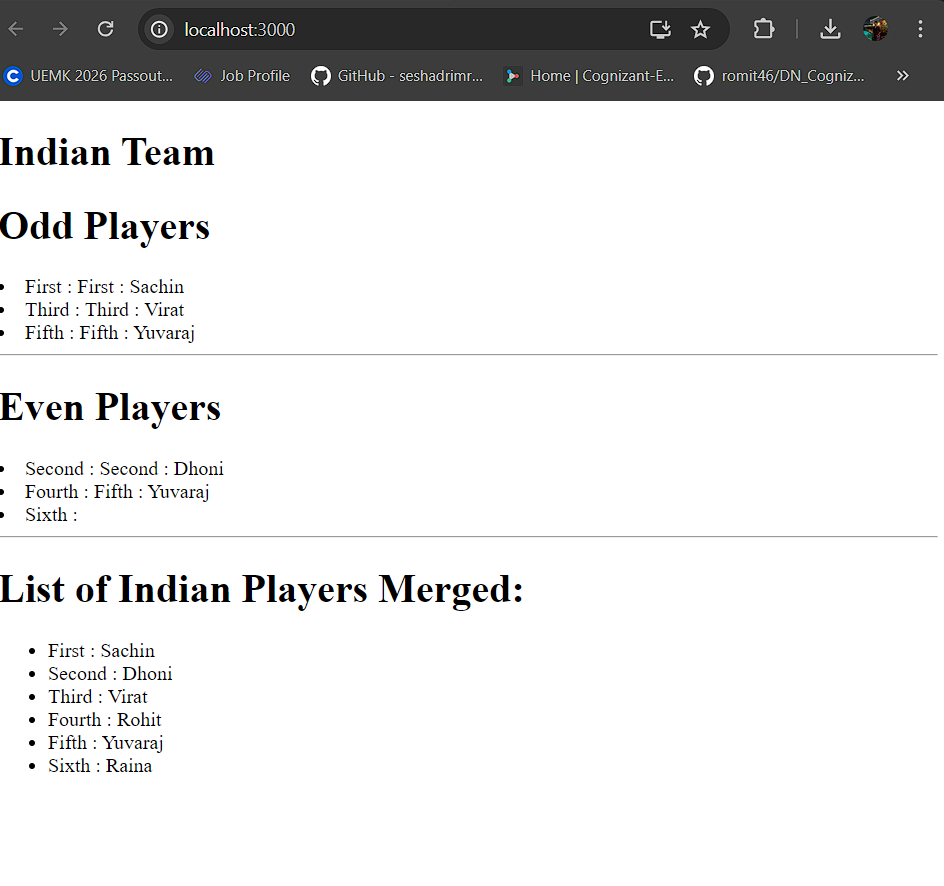 localhost:3000
UEMK 2026 Passout... Job Profile GitHub - seshadrimr... Home | Cognizant-E... romit46/DN_Cogniz... »
Indian Team
Odd Players
• First : First : Sachin
• Third : Third : Virat
• Fifth : Fifth : Yuvaraj
Even Players
• Second : Second : Dhoni
• Fourth : Fifth : Yuvaraj
• Sixth :
List of Indian Players Merged:
• First : Sachin
• Second : Dhoni
• Third : Virat
• Fourth : Rohit
• Fifth : Yuvaraj
• Sixth : Raina